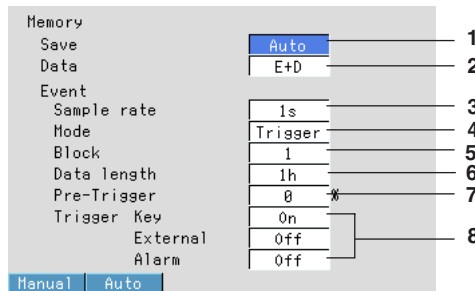 Memory
Save Auto 1
Data E+D 2
Event
Sample rate 1s 3
Mode Trigger 4
Block 1 5
Data length 1h 6
Pre-Trigger 0 % 7
Trigger Key On
External Off 8
Alarm Off
Manual Auto